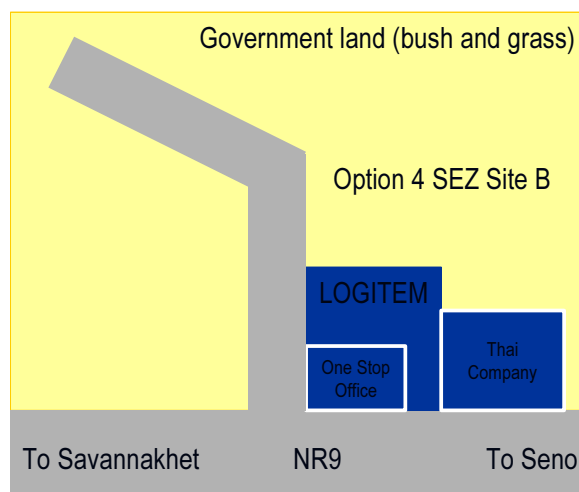 Government land (bush and grass)
Option 4 SEZ Site B
LOGITEM
One Stop
Office
Thai
Company
To Savannakhet NR9 To Seno